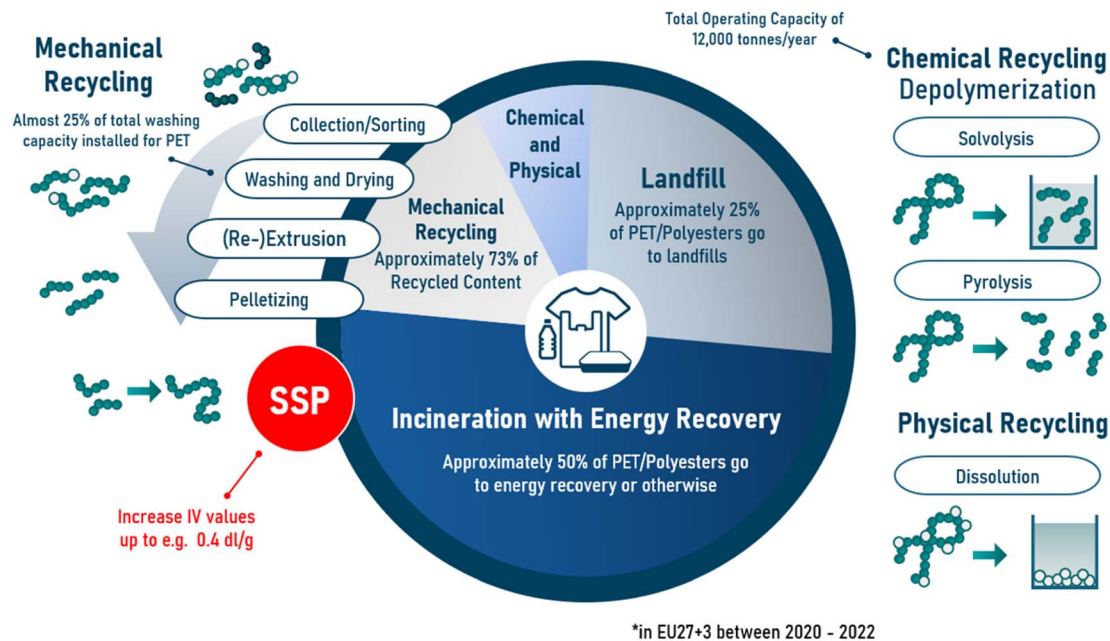 Mechanical
Recycling
Almost 25% of total washing
capacity installed for PET
Collection/Sorting
Washing and Drying
(Re-)Extrusion
Pelletizing
SSP
Increase IV values
up to e.g. 0.4 dl/g
Mechanical
Recycling
Approximately 73% of
Recycled Content
Chemical
and
Physical
Landfill
Approximately 25%
of PET/Polyesters go
to landfills
Incineration with Energy Recovery
Approximately 50% of PET/Polyesters go
to energy recovery or otherwise
Total Operating Capacity of
12,000 tonnes/year
Chemical Recycling
Depolymerization
Solvolysis
Pyrolysis
Physical Recycling
Dissolution
*in EU27+3 between 2020 - 2022